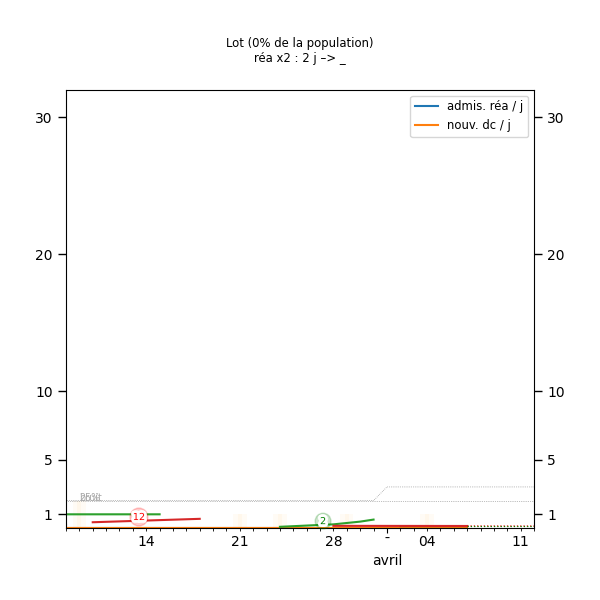 Lot (0% de la population)
réa x2 : 2 j –> _
admis. réa / j
nouv. dc / j
30 30
20 20
10 10
5 5
1 1
12
2
14 21 28 - 04 11
avril